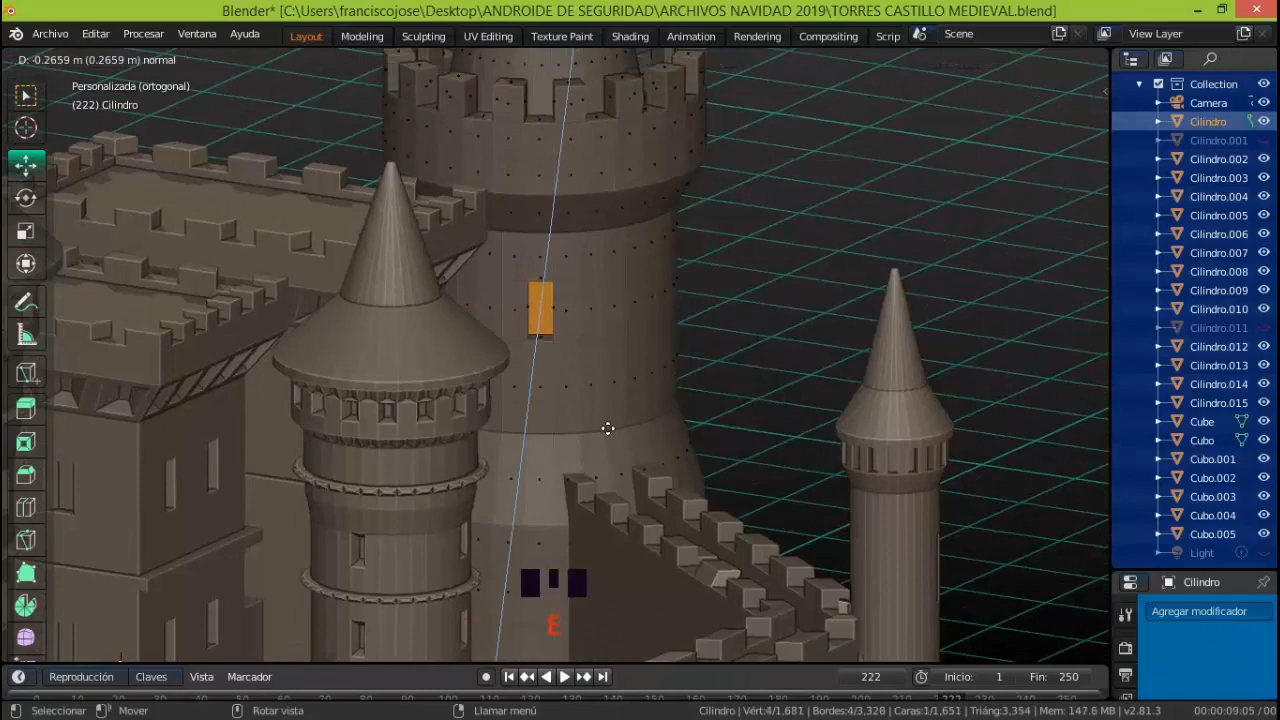 Blender* [C:\Users\franciscojose\Desktop\ANDROIDE DE SEGURIDAD\ARCHIVOS NAVIDAD 2019\TORRES CASTILLO MEDIEVAL.blend]
Archivo Editar Procesar Ventana Ayuda Layout Modeling Sculpting UV Editing Texture Paint Shading Animation Rendering Compositing Scrip Scene View Layer
D: -0.2659 m (0.2659 m) normal
Personalizada (ortogonal)
(222) Cilindro
Collection
Camera
Cilindro
Cilindro.001
Cilindro.002
Cilindro.003
Cilindro.004
Cilindro.005
Cilindro.006
Cilindro.007
Cilindro.008
Cilindro.009
Cilindro.010
Cilindro.011
Cilindro.012
Cilindro.013
Cilindro.014
Cilindro.015
Cube
Cubo
Cubo.001
Cubo.002
Cubo.003
Cubo.004
Cubo.005
Light
Cilindro
Agregar modificador
E
Reproducción Claves Vista Marcador 222 Inicio: 1 Fin: 250
Seleccionar Mover Rotar vista Llamar menú Cilindro | Vért:4/1,681 | Bordes:4/3,328 | Caras:1/1,651 | Triáng:3,354 | Mem: 147.6 MB | v2.81.3 00:00:09:05 / 00